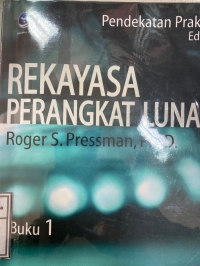 Pendekatan Prak
Ed
REKAYASA
PERANGKAT LUNA
Roger S. Pressman, P D.
Buku 1